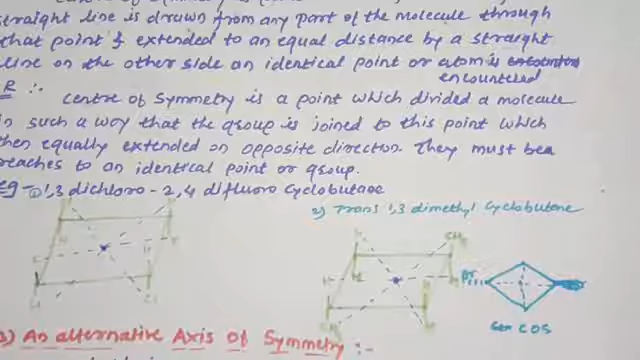 straight line is drawn from any part of the molecule through
that point & extended to an equal distance by a straight
line on the other side an identical point or atom is
encountered
R :-
Centre of Symmetry is a point which divided a molecule
in such a way that the group is joined to this point which
then equally extended on opposite direction. They must be a
reaches to an identical point or group.
eg → ① 1,3 dichloro - 2,4 difluoro cyclobutane
2) Trans 1,3 dimethyl Cyclobutane
CH3
COS
3) An alternative Axis of Symmetry :-